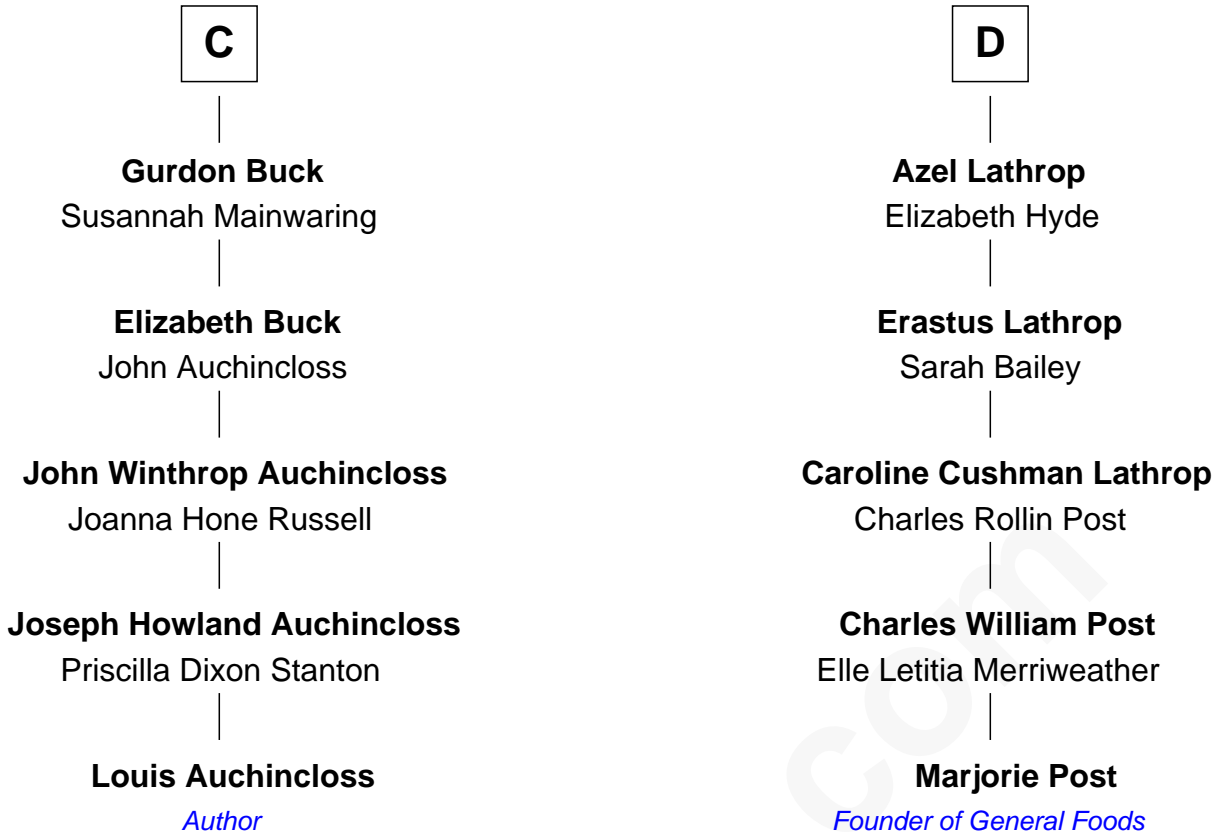 C
Gurdon Buck
Susannah Mainwaring
Elizabeth Buck
John Auchincloss
John Winthrop Auchincloss
Joanna Hone Russell
Joseph Howland Auchincloss
Priscilla Dixon Stanton
Louis Auchincloss
Author
D
Azel Lathrop
Elizabeth Hyde
Erastus Lathrop
Sarah Bailey
Caroline Cushman Lathrop
Charles Rollin Post
Charles William Post
Elle Letitia Merriweather
Marjorie Post
Founder of General Foods
com